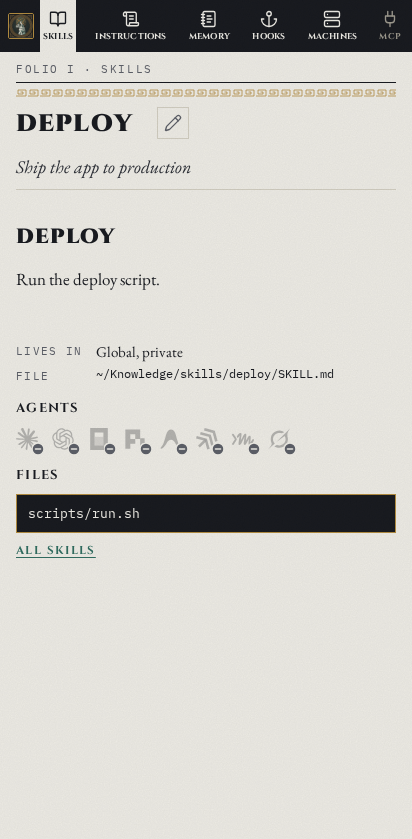 SKILLS
INSTRUCTIONS
MEMORY
HOOKS
MACHINES
MCP
FOLIO I · SKILLS
DEPLOY
Ship the app to production
DEPLOY
Run the deploy script.
LIVES IN Global, private
FILE ~/Knowledge/skills/deploy/SKILL.md
AGENTS
FILES
scripts/run.sh
ALL SKILLS